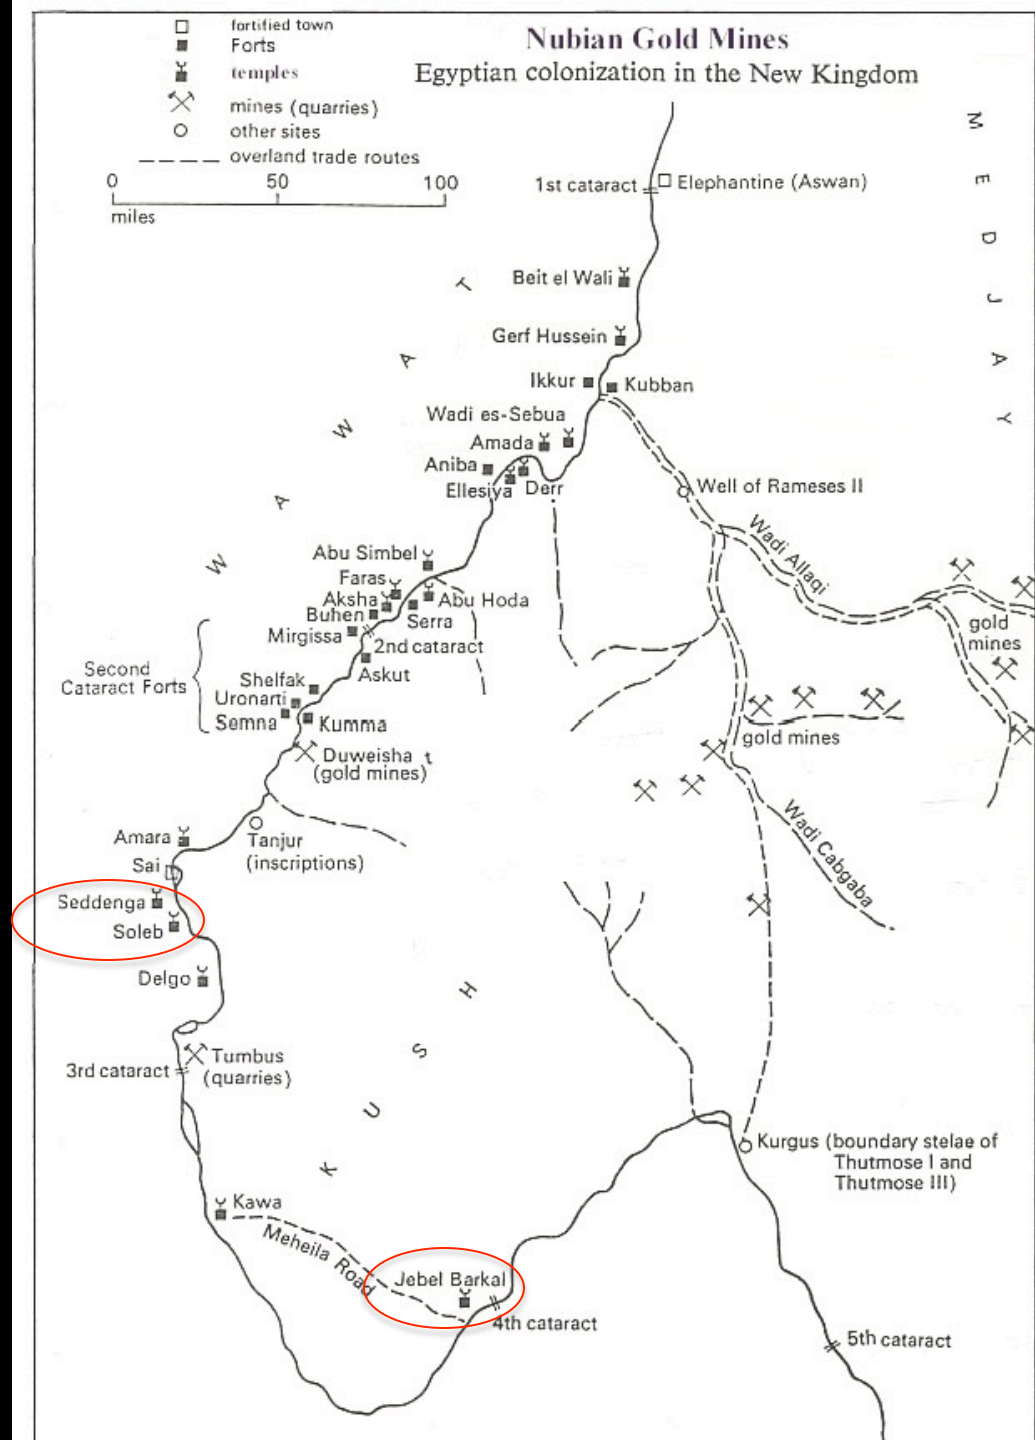 Nubian Gold Mines
Egyptian colonization in the New Kingdom
fortified town
Forts
temples
mines (quarries)
other sites
overland trade routes
0 50 100
miles
MEDJAY
1st cataract
Elephantine (Aswan)
WAWAT
Beit el Wali
Gerf Hussein
Ikkur
Kubban
Wadi es-Sebua
Amada
Aniba
Ellesiya
Derr
Well of Rameses II
Wadi Allaqi
Abu Simbel
Faras
Aksha
Abu Hoda
Buhen
Serra
Mirgissa
2nd cataract
Askut
Second
Cataract Forts
Shelfak
Uronarti
Semna
Kumma
gold
mines
gold mines
Duweisha t
(gold mines)
Wadi Cabgaba
Amara
Tanjur
(inscriptions)
Sai
Seddenga
Soleb
Delgo
KUSH
Tumbus
(quarries)
3rd cataract
Kurgus (boundary stelae of
Thutmose I and
Thutmose III)
Kawa
Meheila Road
Jebel Barkal
4th cataract
5th cataract